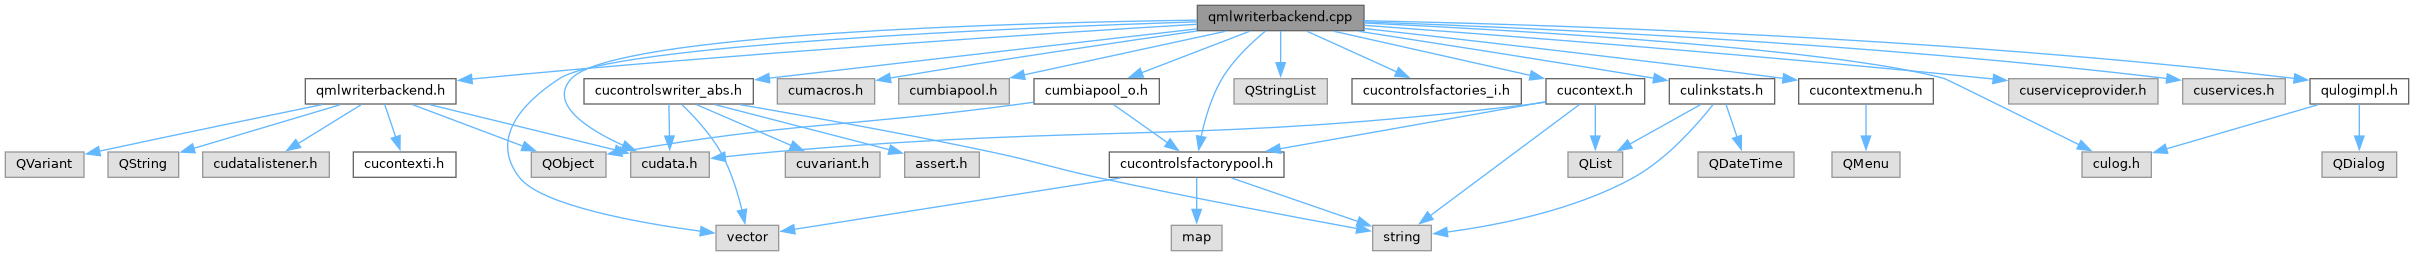 qmlwriterbackend.cpp
qmlwriterbackend.h
cucontrolswriter_abs.h
cumacros.h
cumbiapool.h
cumbiapool_o.h
QStringList
cucontrolsfactories_i.h
cucontext.h
culinkstats.h
cucontextmenu.h
cuserviceprovider.h
cuservices.h
qulogimpl.h
QVariant
QString
cudatalistener.h
cucontexti.h
QObject
cudata.h
cuvariant.h
assert.h
cucontrolsfactorypool.h
QList
QDateTime
QMenu
culog.h
QDialog
vector
map
string